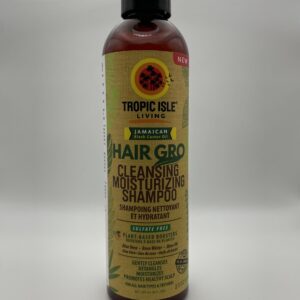 NEW
TROPIC ISLE
LIVING
JAMAICAN
Black Castor Oil
HAIR GRO
CLEANSING
MOISTURIZING
SHAMPOO
SHAMPOING NETTOYANT
ET HYDRATANT
SULFATE FREE
PLANT-BASED BOOSTERS
GENTLY CLEANSES
DETANGLES
MOISTURIZES
PROMOTES HEALTHY SCALP